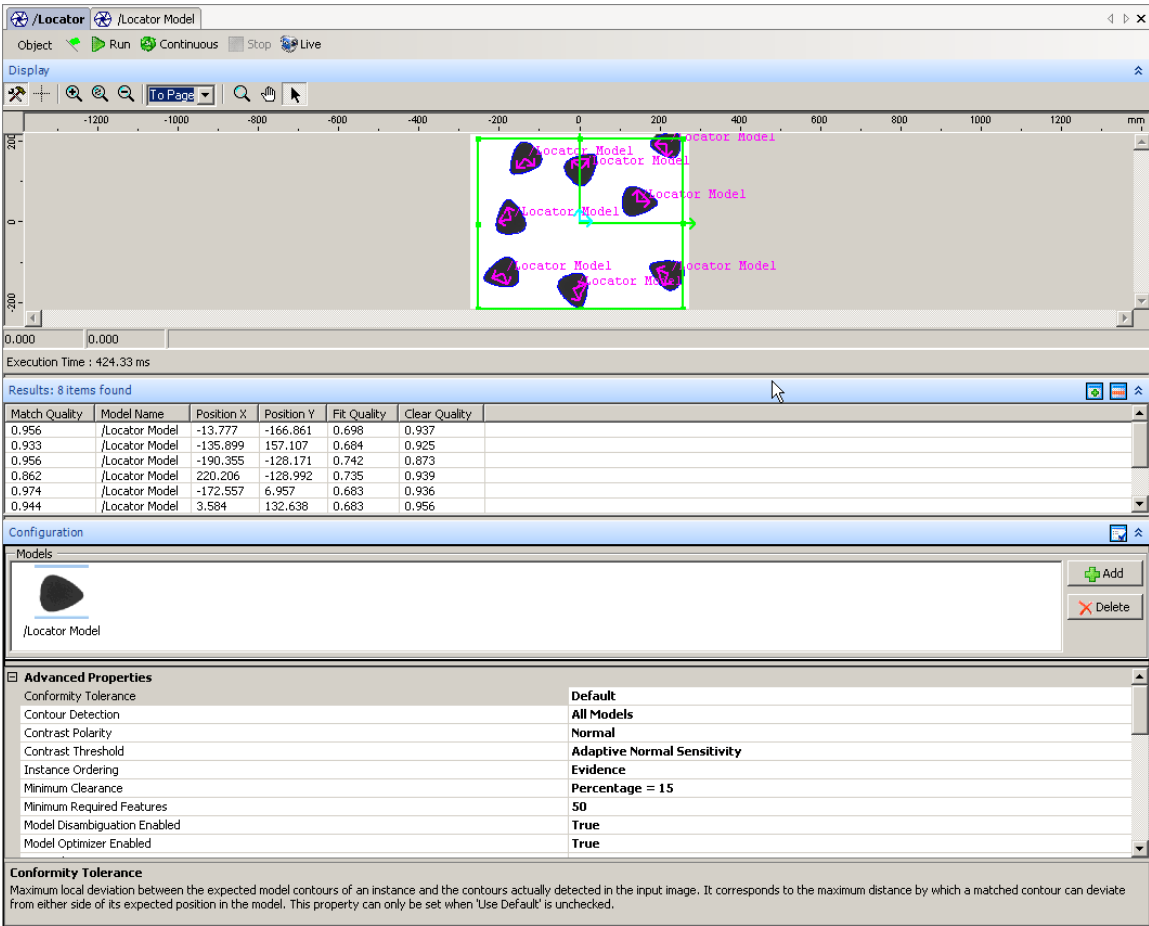 /Locator /Locator Model
Object Run Continuous Stop Live
Display
To Page
-1200 -1000 -800 -600 -400 -200 0 200 400 600 800 1000 1200 mm
200
0
-200
Locator Model
/Locator Model
Locator Model
/Locator Model
/Locator Model
/Locator Model
/Locator Model
/Locator Model
0.000 0.000
Execution Time : 424.33 ms
Results: 8 items found
Match Quality Model Name Position X Position Y Fit Quality Clear Quality
0.956 /Locator Model -13.777 -166.861 0.698 0.937
0.933 /Locator Model -135.899 157.107 0.684 0.925
0.956 /Locator Model -190.355 -128.171 0.742 0.873
0.862 /Locator Model 220.206 -128.992 0.735 0.939
0.974 /Locator Model -172.557 6.957 0.683 0.936
0.944 /Locator Model 3.584 132.638 0.683 0.956
Configuration
Models
/Locator Model
Add
Delete
Advanced Properties
Conformity Tolerance Default
Contour Detection All Models
Contrast Polarity Normal
Contrast Threshold Adaptive Normal Sensitivity
Instance Ordering Evidence
Minimum Clearance Percentage = 15
Minimum Required Features 50
Model Disambiguation Enabled True
Model Optimizer Enabled True
Conformity Tolerance
Maximum local deviation between the expected model contours of an instance and the contours actually detected in the input image. It corresponds to the maximum distance by which a matched contour can deviate
from either side of its expected position in the model. This property can only be set when 'Use Default' is unchecked.